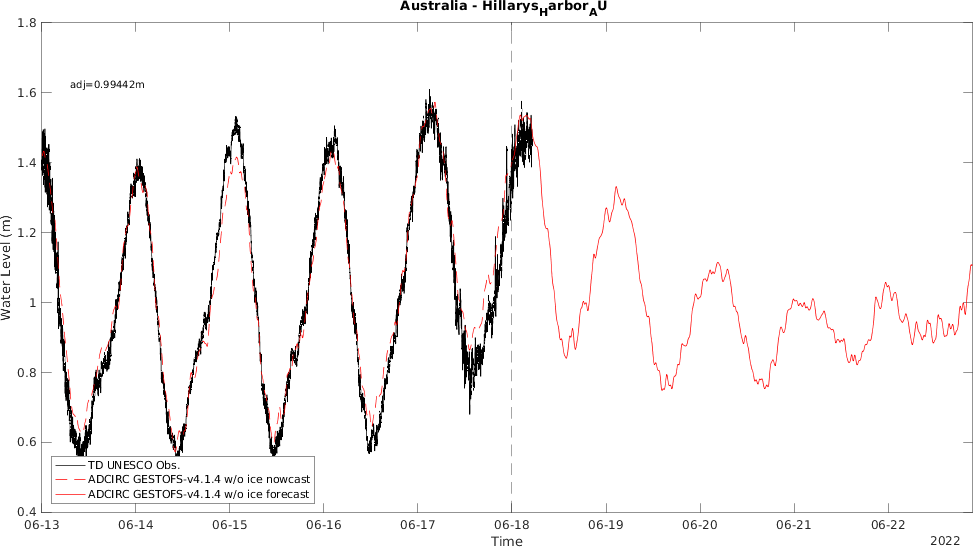 Australia - HillarysHarborAU
1.8
1.6
adj=0.99442m
1.4
1.2
Water Level (m)
1
0.8
0.6
TD UNESCO Obs.
ADCIRC GESTOFS-v4.1.4 w/o ice nowcast
ADCIRC GESTOFS-v4.1.4 w/o ice forecast
0.4
06-13 06-14 06-15 06-16 06-17 06-18 06-19 06-20 06-21 06-22
Time
2022